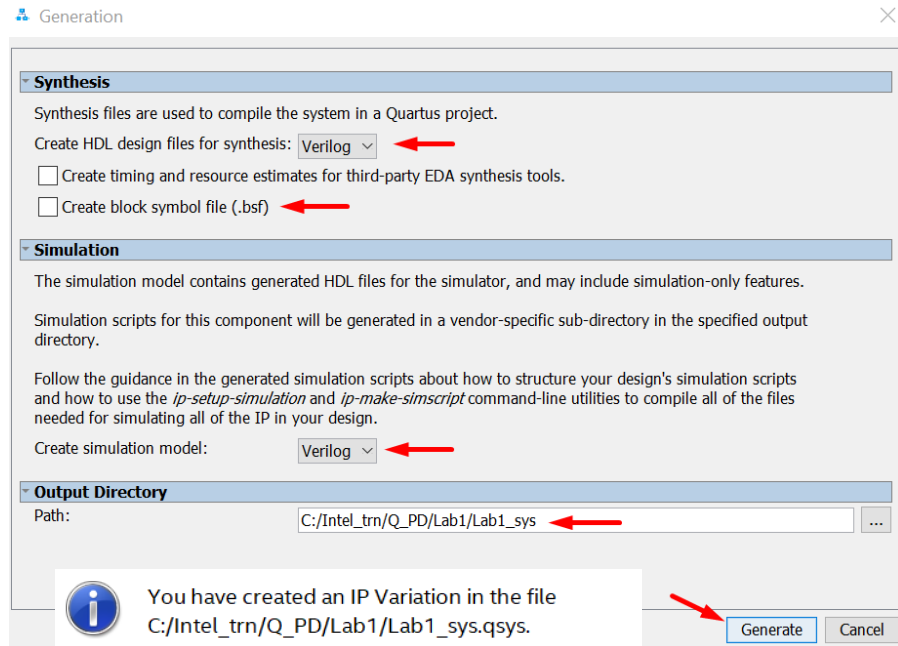 Generation
Synthesis
Synthesis files are used to compile the system in a Quartus project.
Create HDL design files for synthesis: Verilog
Create timing and resource estimates for third-party EDA synthesis tools.
Create block symbol file (.bsf)
Simulation
The simulation model contains generated HDL files for the simulator, and may include simulation-only features.
Simulation scripts for this component will be generated in a vendor-specific sub-directory in the specified output
directory.
Follow the guidance in the generated simulation scripts about how to structure your design's simulation scripts
and how to use the ip-setup-simulation and ip-make-simscript command-line utilities to compile all of the files
needed for simulating all of the IP in your design.
Create simulation model: Verilog
Output Directory
Path: C:/Intel_trn/Q_PD/Lab1/Lab1_sys ...
You have created an IP Variation in the file
C:/Intel_trn/Q_PD/Lab1/Lab1_sys.qsys.
Generate Cancel